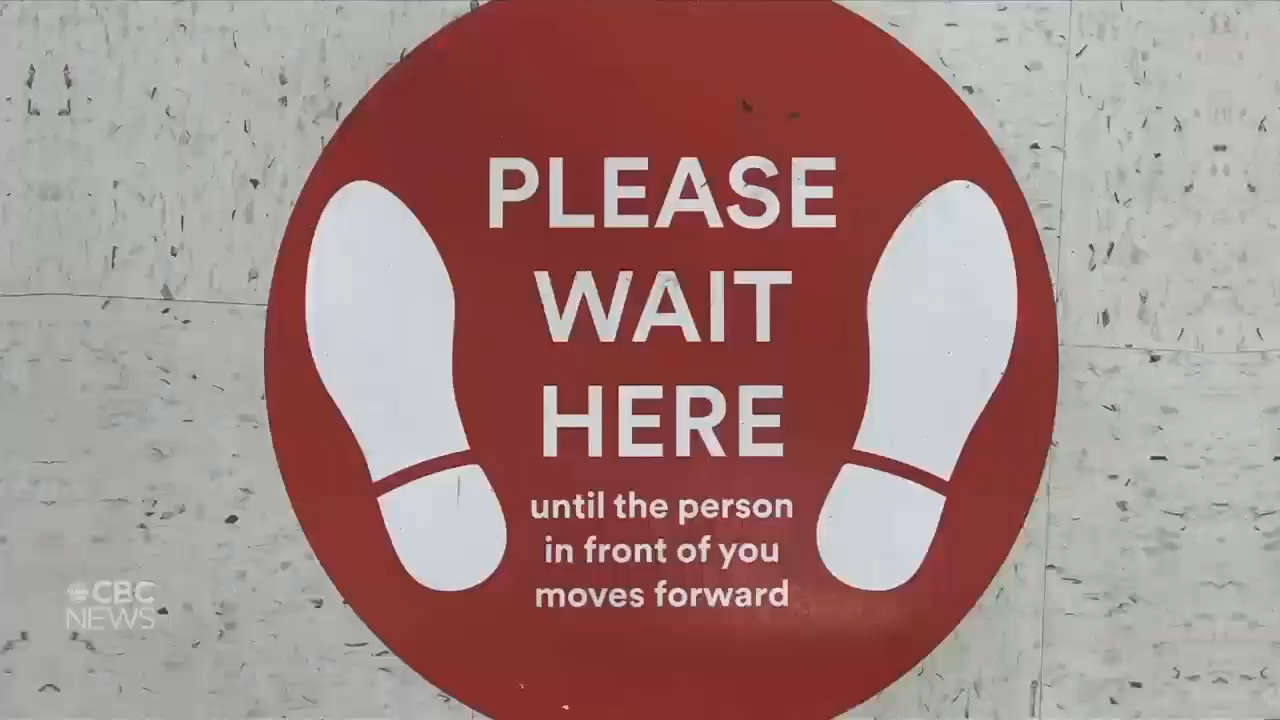 PLEASE
WAIT
HERE
until the person
in front of you
moves forward
CBC
NEWS